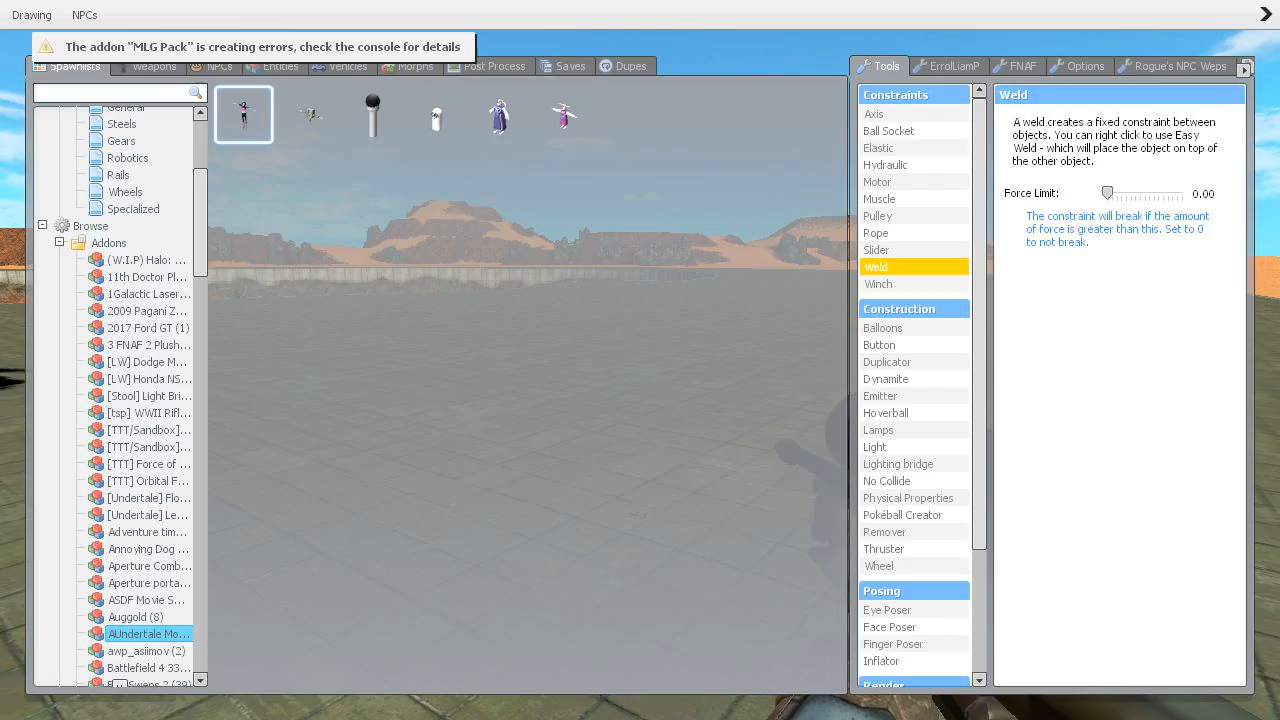 Drawing NPCs
The addon "MLG Pack" is creating errors, check the console for details
Spawnlists Weapons NPCs Entities Vehicles Morphs Post Process Saves Dupes
General
Steels
Gears
Robotics
Rails
Wheels
Specialized
Browse
Addons
(W.I.P) Halo: ...
11th Doctor Pl...
1Galactic Laser...
2009 Pagani Z...
2017 Ford GT (1)
3 FNAF 2 Plush...
[LW] Dodge M...
[LW] Honda NS...
[Stool] Light Bri...
[tsp] WWII Rifl...
[TTT/Sandbox]...
[TTT/Sandbox]...
[TTT] Force of ...
[TTT] Orbital F...
[Undertale] Flo...
[Undertale] Le...
Adventure tim...
Annoying Dog ...
Aperture Comb...
Aperture porta...
ASDF Movie S...
Auggold (8)
AUndertale Mo...
awp_asiimov (2)
Battlefield 4 33...
Swens 2 (39)
Tools ErrolLiamP FNAF Options Rogue's NPC Weps
Constraints
Axis
Ball Socket
Elastic
Hydraulic
Motor
Muscle
Pulley
Rope
Slider
Weld
Winch
Construction
Balloons
Button
Duplicator
Dynamite
Emitter
Hoverball
Lamps
Light
Lighting bridge
No Collide
Physical Properties
Pokéball Creator
Remover
Thruster
Wheel
Posing
Eye Poser
Face Poser
Finger Poser
Inflator
Render
Weld
A weld creates a fixed constraint between
objects. You can right click to use Easy
Weld - which will place the object on top of
the other object.
Force Limit: 0.00
The constraint will break if the amount
of force is greater than this. Set to 0
to not break.